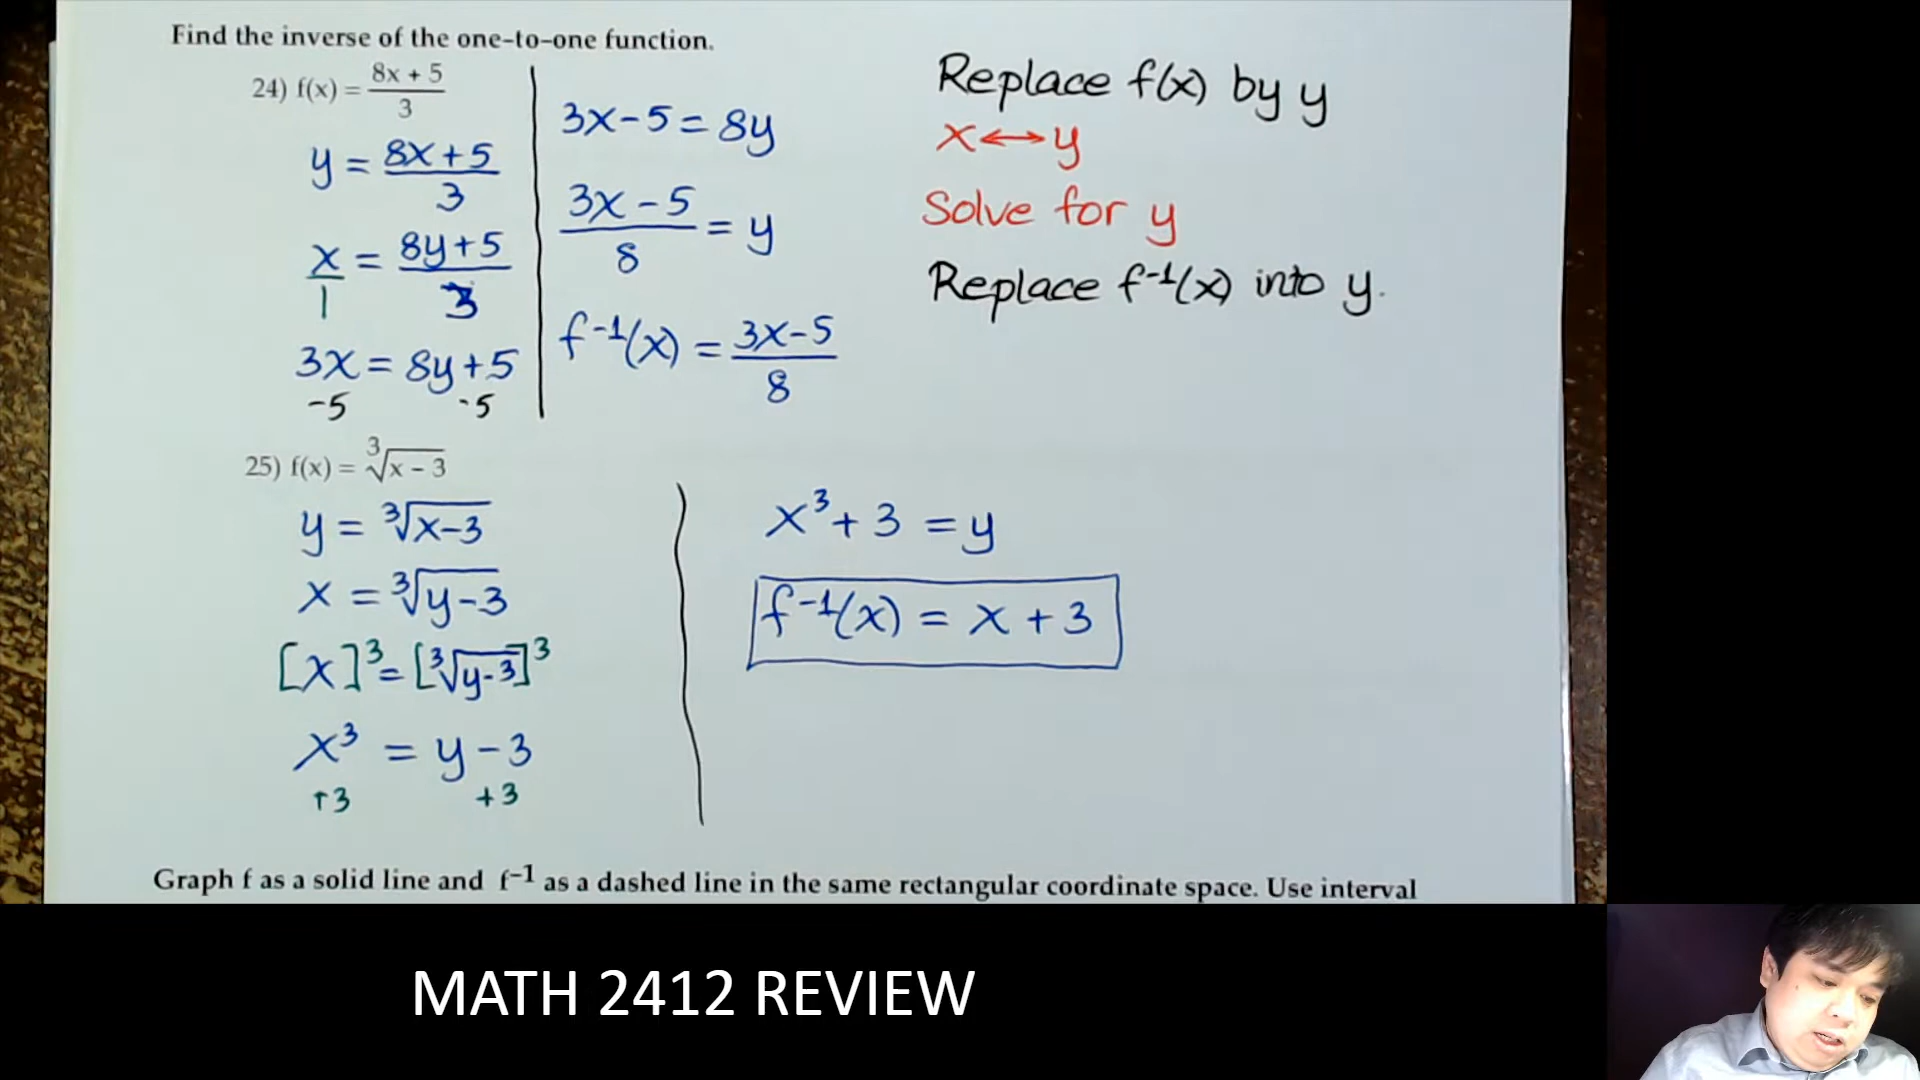 Find the inverse of the one-to-one function.
24) f(x) = 8x + 5 / 3
y = 8x+5 / 3
x / 1 = 8y+5 / 3
3x = 8y+5
-5 -5
3x-5 = 8y
3x-5 / 8 = y
f⁻¹(x) = 3x-5 / 8
Replace f(x) by y
x ↔ y
Solve for y
Replace f⁻¹(x) into y.
25) f(x) = ³√x - 3
y = ³√x-3
x = ³√y-3
[x]³ = [³√y-3]³
x³ = y-3
+3 +3
x³+3 = y
f⁻¹(x) = x+3
Graph f as a solid line and f⁻¹ as a dashed line in the same rectangular coordinate space. Use interval
MATH 2412 REVIEW